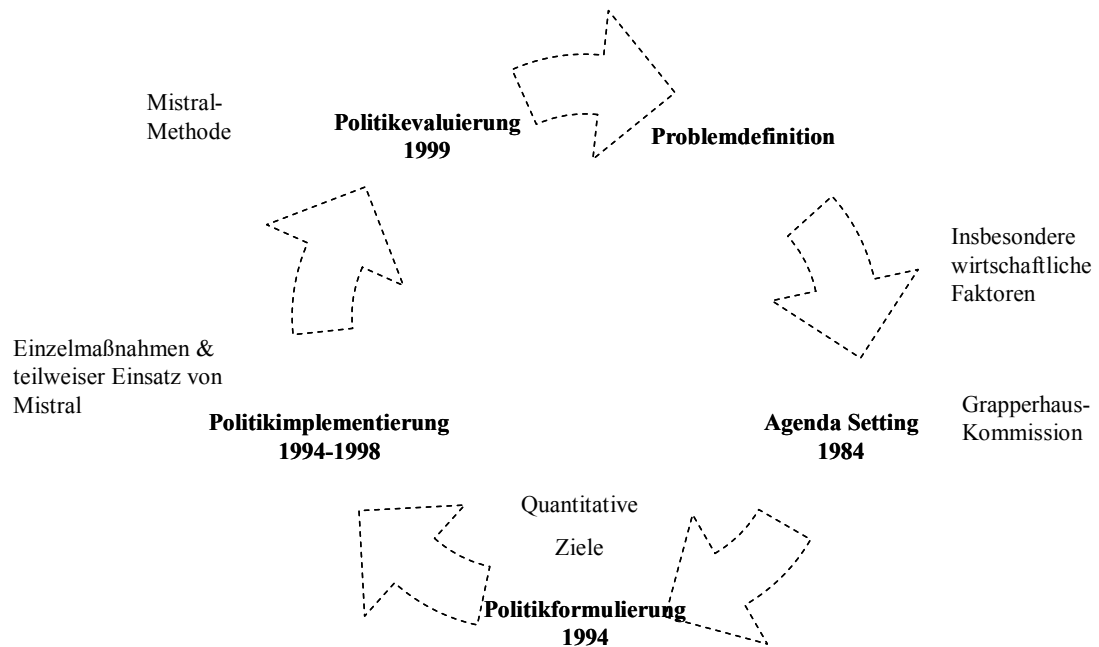 Mistral-
Methode
Politikevaluierung
1999
Problemdefinition
Insbesondere
wirtschaftliche
Faktoren
Einzelmaßnahmen &
teilweiser Einsatz von
Mistral
Politikimplementierung
1994-1998
Agenda Setting
1984
Grapperhaus-
Kommission
Quantitative
Ziele
Politikformulierung
1994